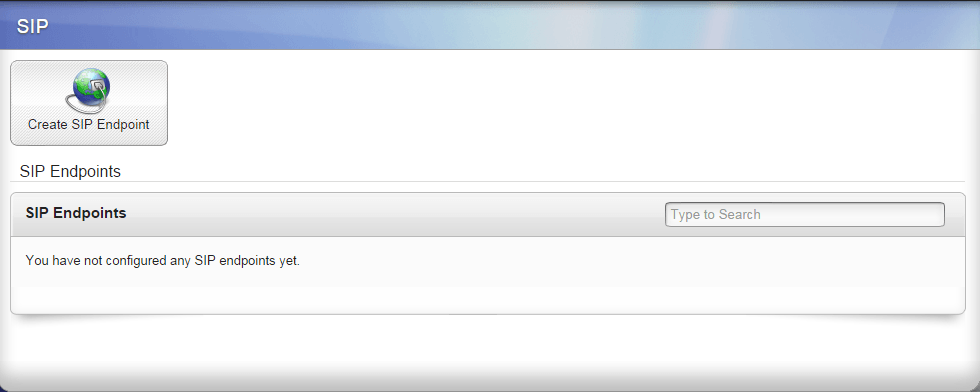 SIP
Create SIP Endpoint
SIP Endpoints
SIP Endpoints
Type to Search
You have not configured any SIP endpoints yet.